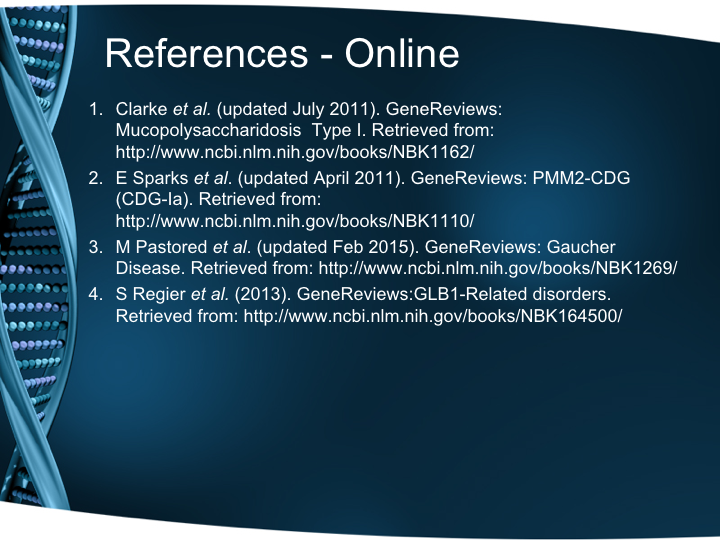 References - Online
1. Clarke et al. (updated July 2011). GeneReviews:
Mucopolysaccharidosis  Type I. Retrieved from:
http://www.ncbi.nlm.nih.gov/books/NBK1162/
2. E Sparks et al. (updated April 2011). GeneReviews: PMM2-CDG
(CDG-Ia). Retrieved from:
http://www.ncbi.nlm.nih.gov/books/NBK1110/
3. M Pastored et al. (updated Feb 2015). GeneReviews: Gaucher
Disease. Retrieved from: http://www.ncbi.nlm.nih.gov/books/NBK1269/
4. S Regier et al. (2013). GeneReviews:GLB1-Related disorders.
Retrieved from: http://www.ncbi.nlm.nih.gov/books/NBK164500/